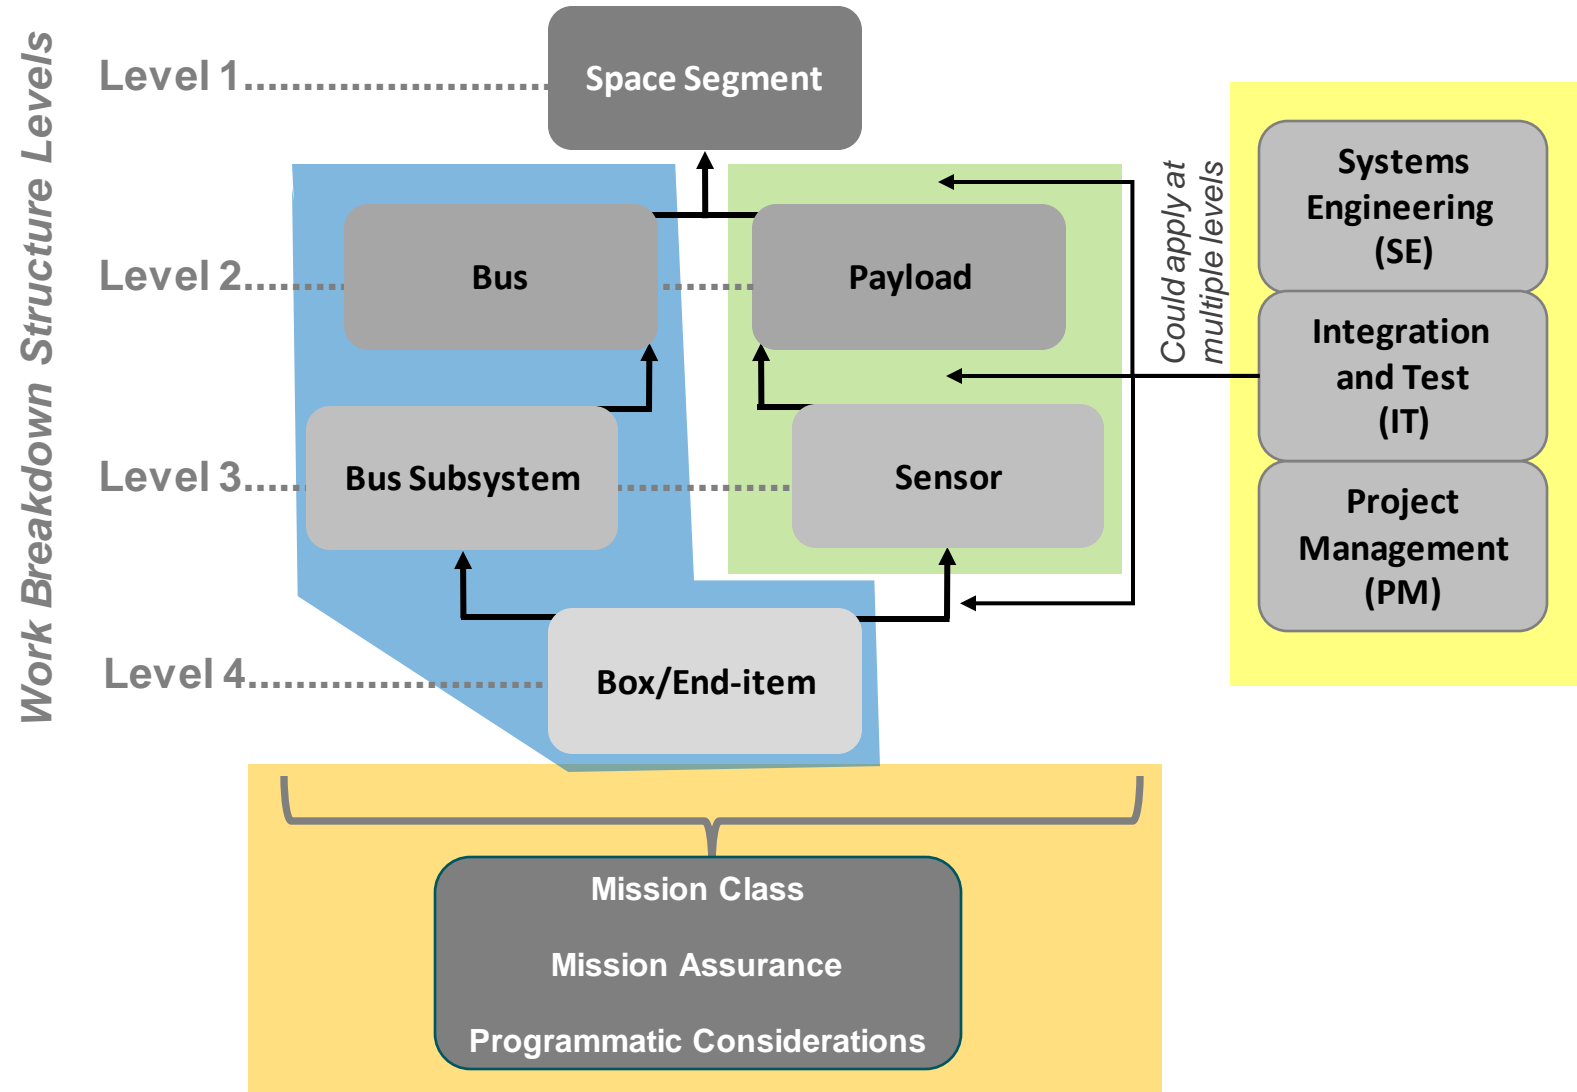 Work Breakdown Structure Levels
Level 1
Space Segment
Level 2
Bus
Payload
Level 3
Bus Subsystem
Sensor
Level 4
Box/End-item
Could apply at
multiple levels
Systems
Engineering
(SE)
Integration
and Test
(IT)
Project
Management
(PM)
Mission Class
Mission Assurance
Programmatic Considerations